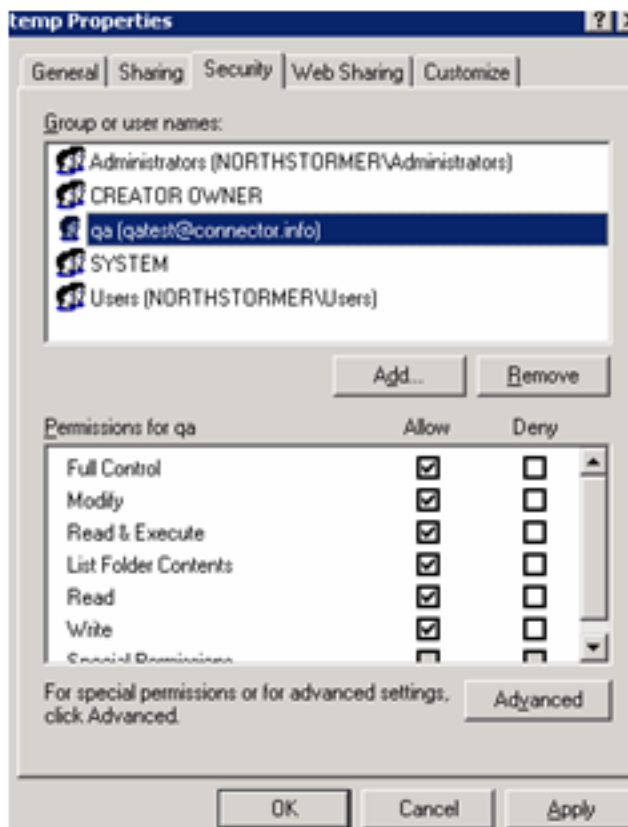 temp Properties ?
General Sharing Security Web Sharing Customize
Group or user names:
Administrators (NORTHSTORMER\Administrators)
CREATOR OWNER
qa (qatest@connector.info)
SYSTEM
Users (NORTHSTORMER\Users)
Add... Remove
Permissions for qa Allow Deny
Full Control
Modify
Read & Execute
List Folder Contents
Read
Write
Special Permissions
For special permissions or for advanced settings,
click Advanced.
Advanced
OK Cancel Apply